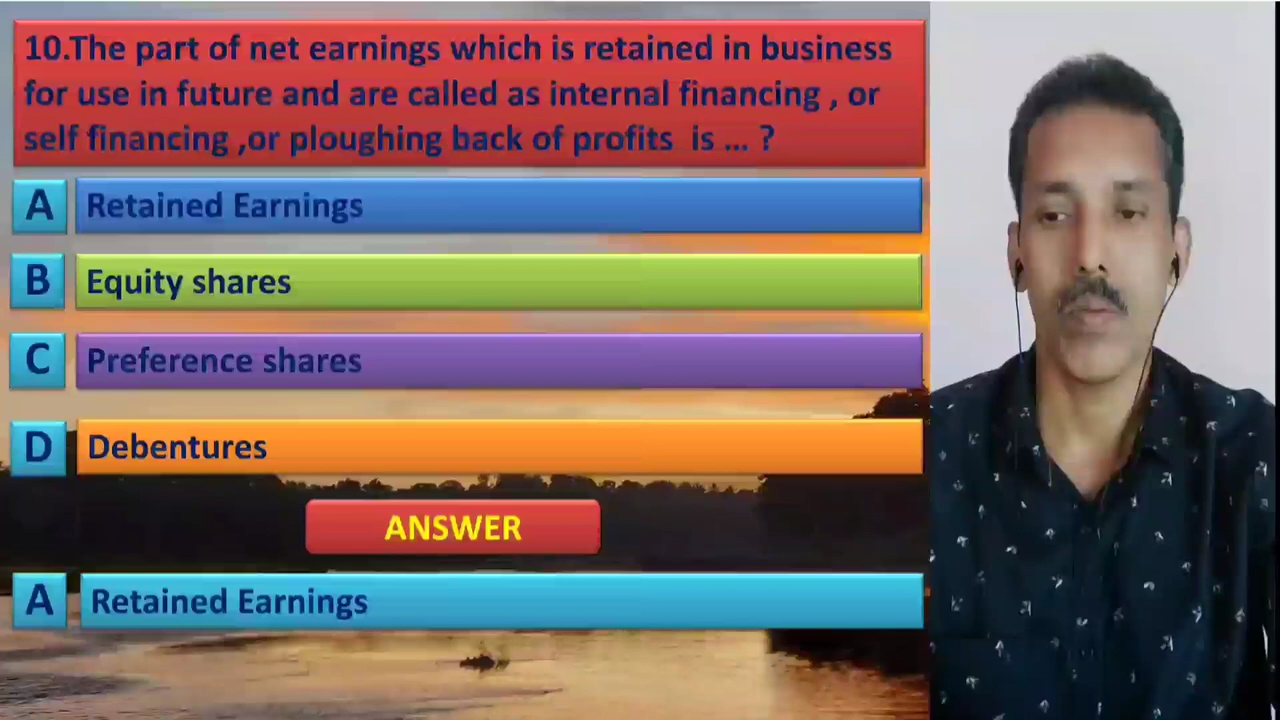 10.The part of net earnings which is retained in business
for use in future and are called as internal financing , or
self financing ,or ploughing back of profits is ... ?
A Retained Earnings
B Equity shares
C Preference shares
D Debentures
ANSWER
A Retained Earnings